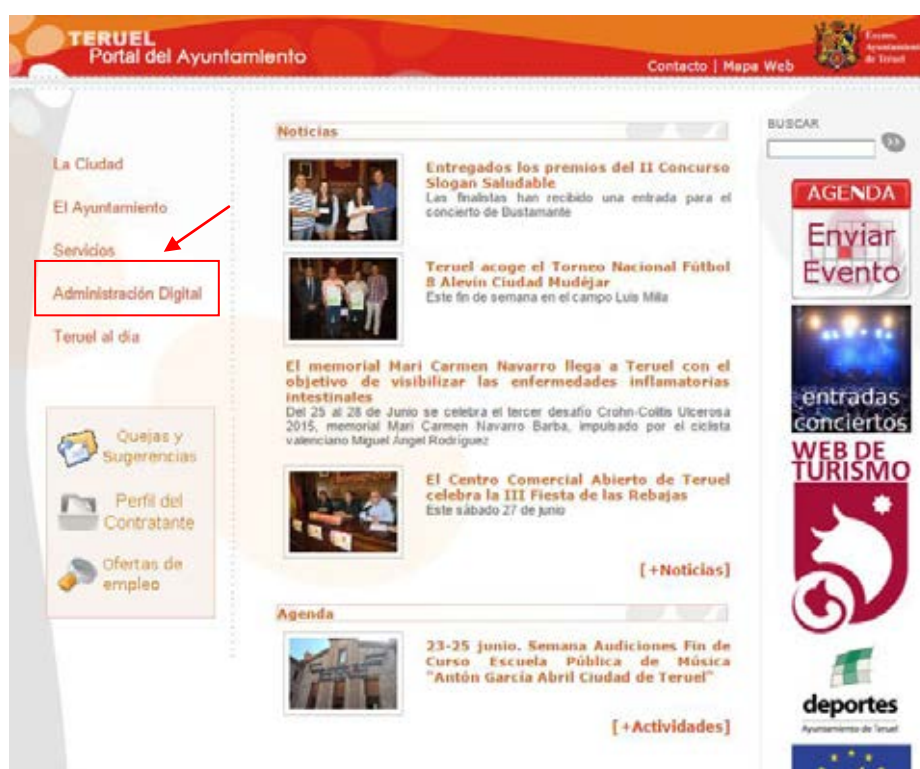 TERUEL
Portal del Ayuntamiento
Contacto | Mapa Web
Excmo.
Ayuntamiento
de Teruel
La Ciudad
El Ayuntamiento
Servicios
Administración Digital
Teruel al día
Quejas y
Sugerencias
Perfil del
Contratante
Ofertas de
empleo
Noticias
Entregados los premios del II Concurso
Slogan Saludable
Las finalistas han recibido una entrada para el
concierto de Bustamante
Teruel acoge el Torneo Nacional Fútbol
8 Alevín Ciudad Mudéjar
Este fin de semana en el campo Luis Milla
El memorial Mari Carmen Navarro llega a Teruel con el
objetivo de visibilizar las enfermedades inflamatorias
intestinales
Del 25 al 28 de Junio se celebra el tercer desafío Crohn-Colitis Ulcerosa
2015, memorial Mari Carmen Navarro Barba, impulsado por el ciclista
valenciano Miguel Ángel Rodríguez
El Centro Comercial Abierto de Teruel
celebra la III Fiesta de las Rebajas
Este sábado 27 de junio
[+Noticias]
Agenda
23-25 junio. Semana Audiciones Fin de
Curso Escuela Pública de Música
"Antón García Abril Ciudad de Teruel"
[+Actividades]
BUSCAR
AGENDA
Enviar
Evento
entradas
conciertos
WEB DE
TURISMO
deportes
Ayuntamiento de Teruel